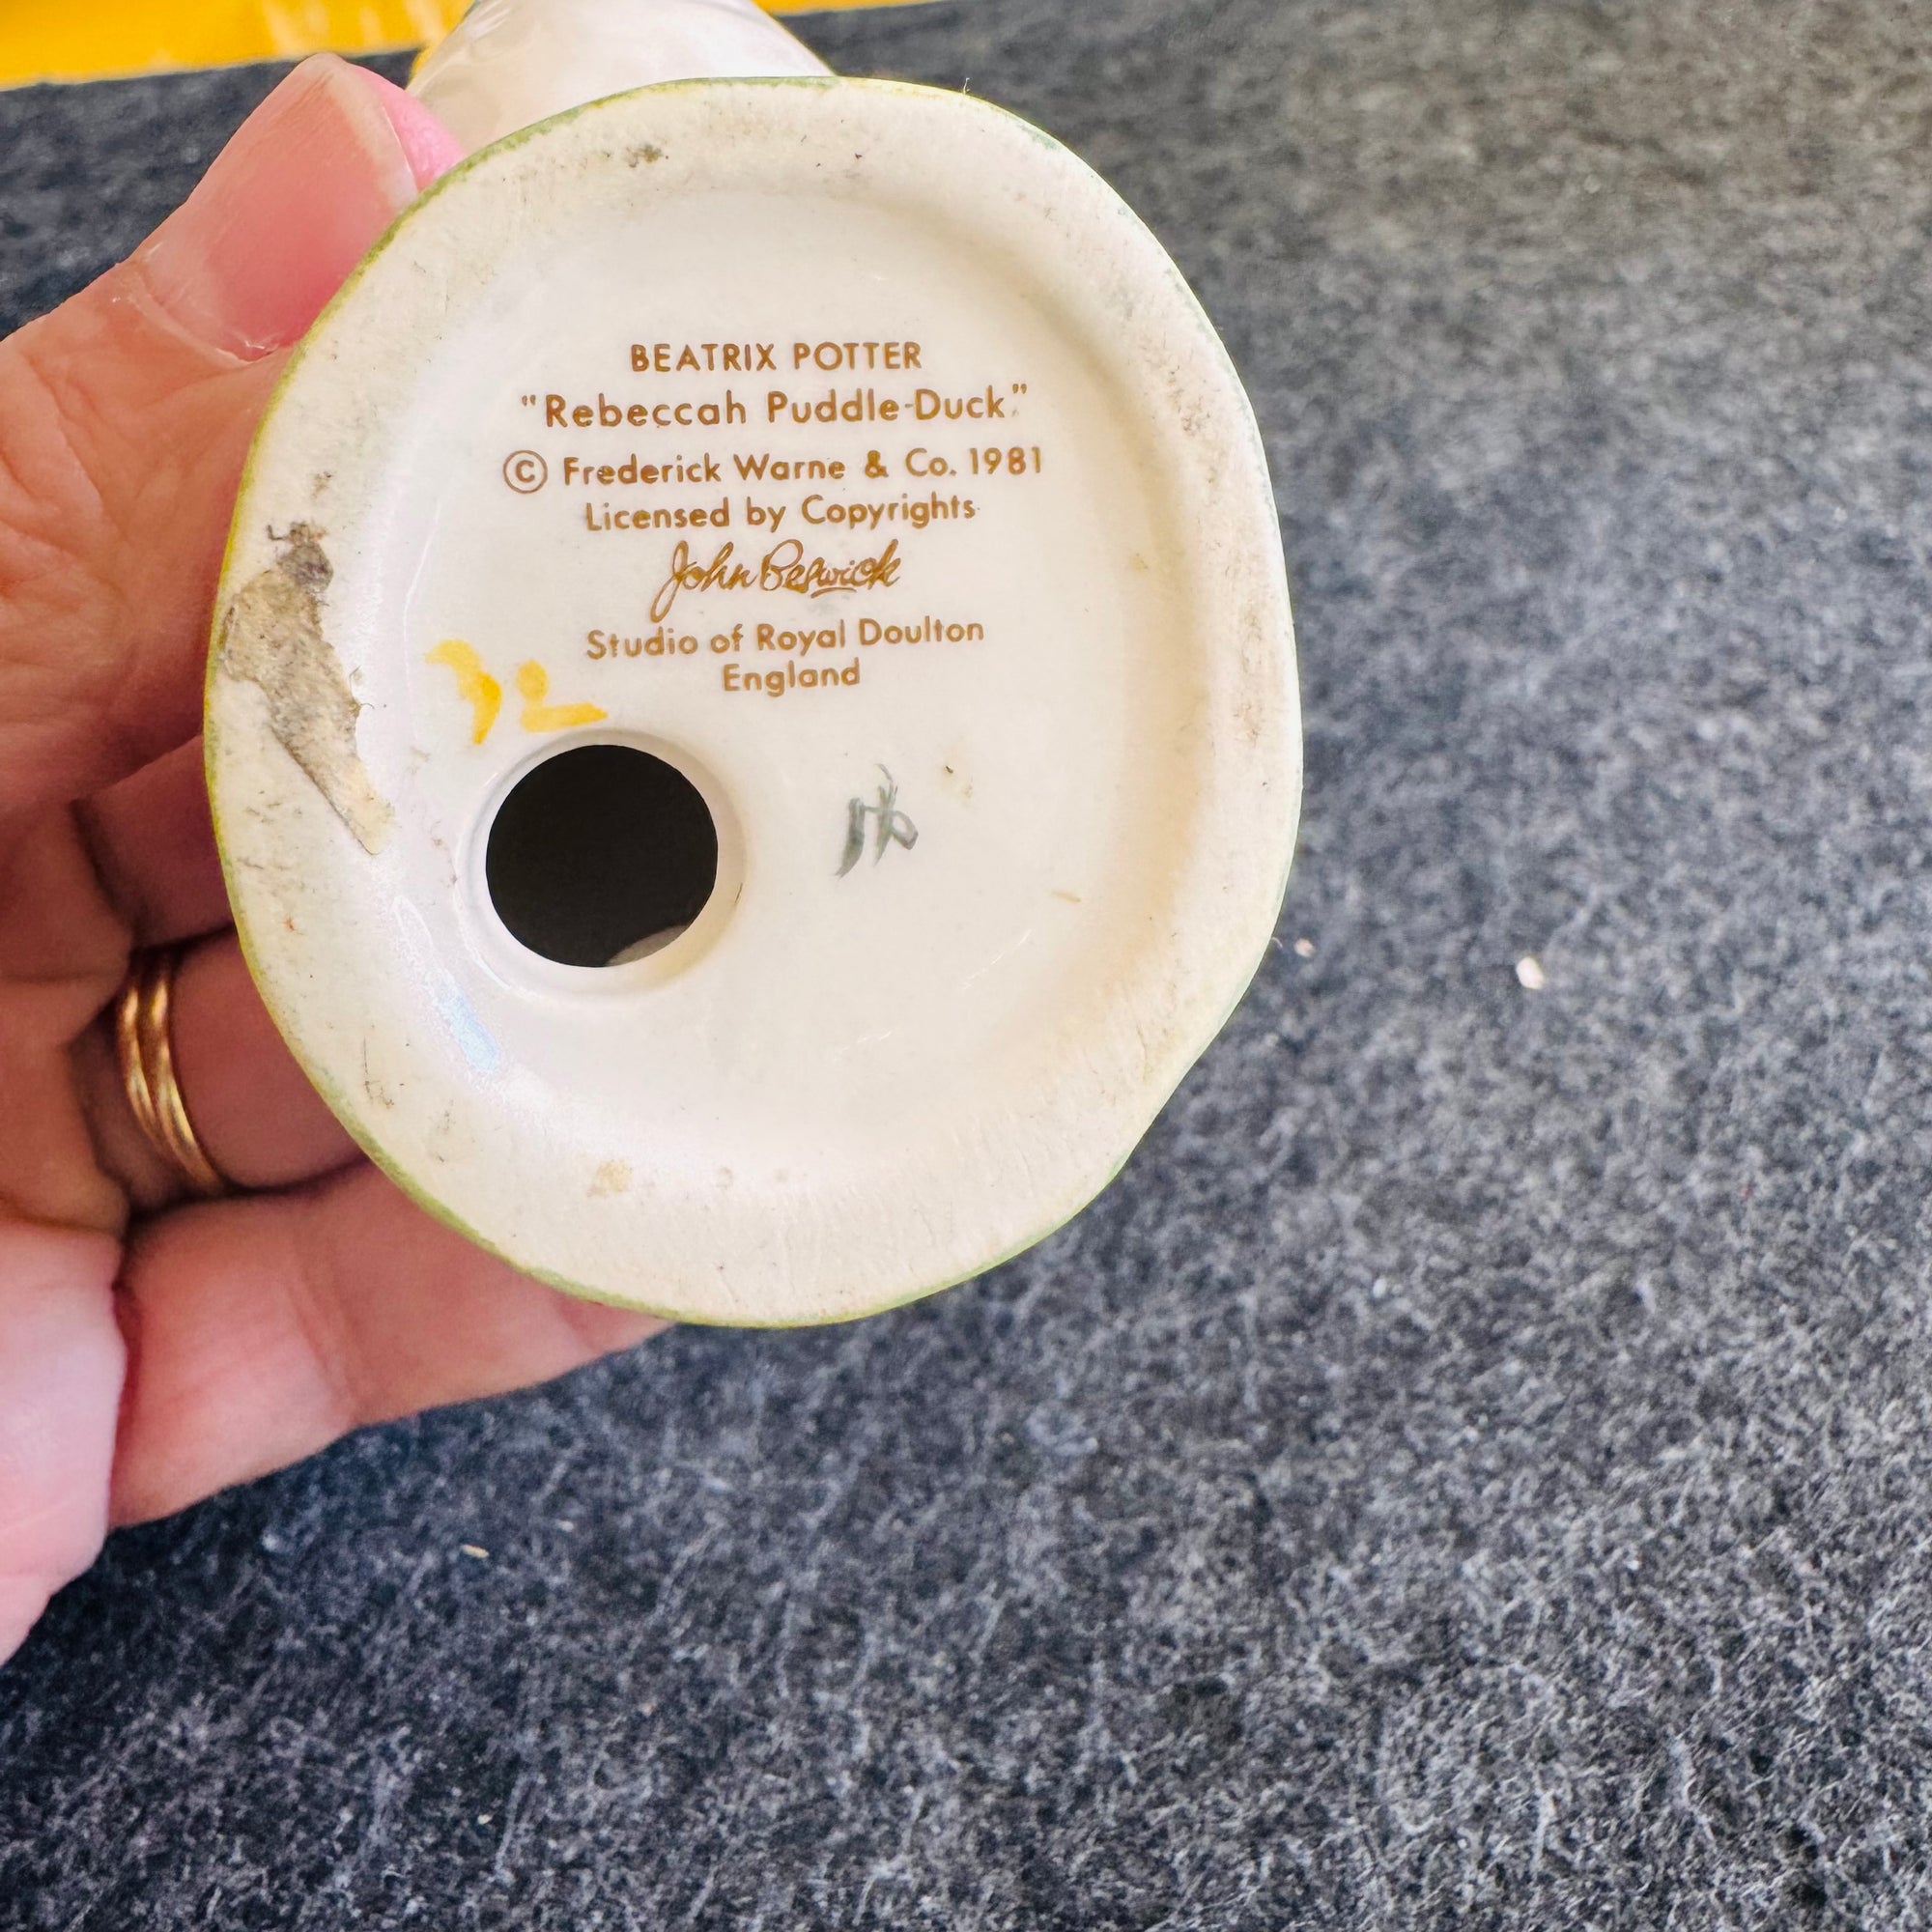 BEATRIX POTTER
"Rebeccah Puddle-Duck"
© Frederick Warne & Co. 1981
Licensed by Copyrights
John Beswick
Studio of Royal Doulton
England
32